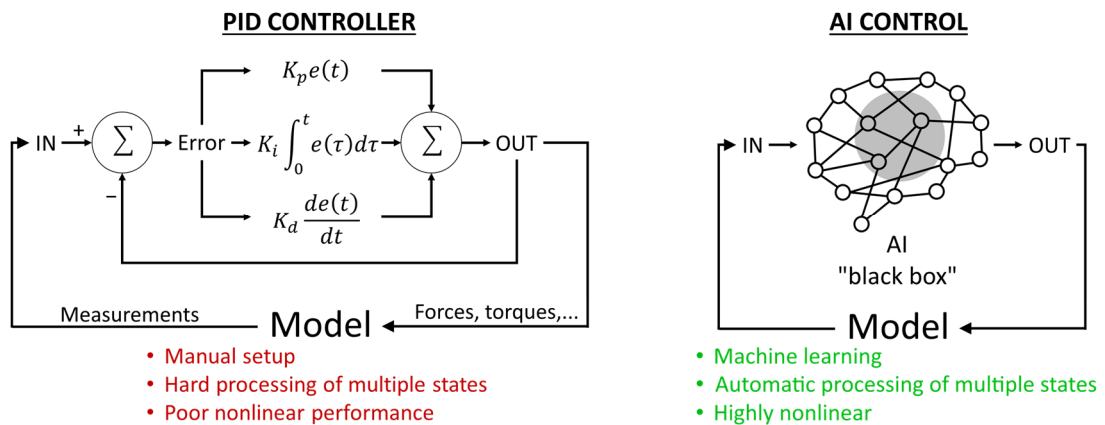 PID CONTROLLER
K_p e(t)
IN + ∑ Error K_i ∫_0^t e(τ)dτ ∑ OUT
−
K_d de(t)/dt
Measurements
Model
Forces, torques,...
• Manual setup
• Hard processing of multiple states
• Poor nonlinear performance
AI CONTROL
IN OUT
AI
"black box"
Model
• Machine learning
• Automatic processing of multiple states
• Highly nonlinear